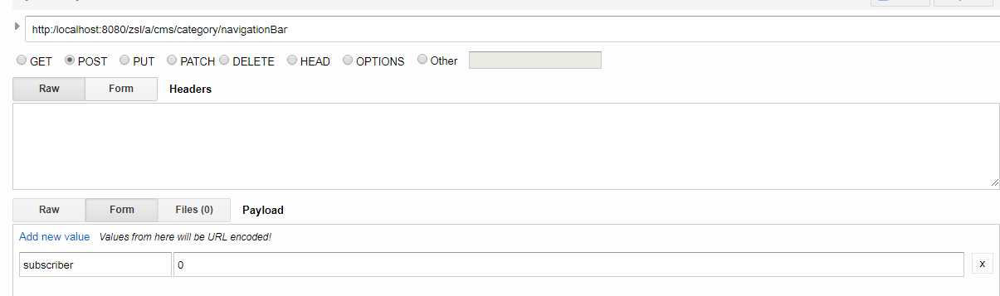 http:/localhost:8080/zsl/a/cms/category/navigationBar
GET POST PUT PATCH DELETE HEAD OPTIONS Other
Raw Form Headers
Raw Form Files (0) Payload
Add new value Values from here will be URL encoded!
subscriber 0 x